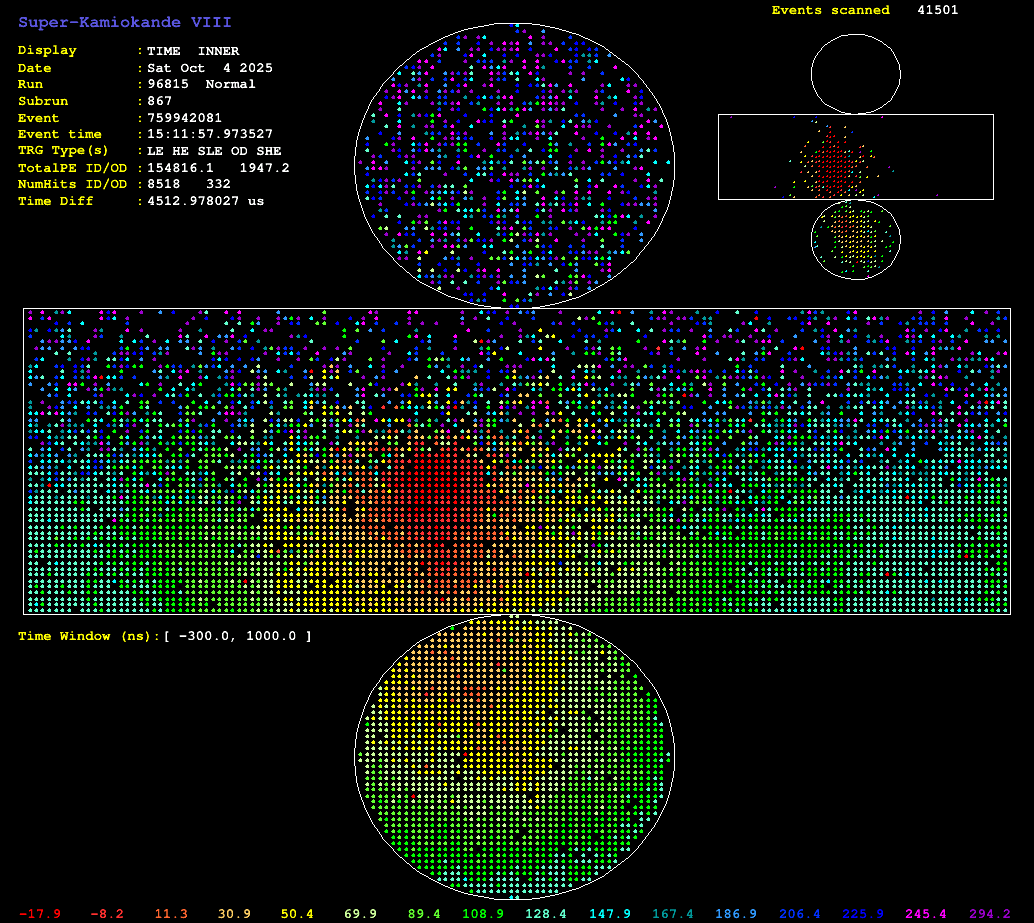 Super-Kamiokande VIII
Events scanned 41501
Display : TIME INNER
Date : Sat Oct 4 2025
Run : 96815 Normal
Subrun : 867
Event : 759942081
Event time : 15:11:57.973527
TRG Type(s) : LE HE SLE OD SHE
TotalPE ID/OD : 154816.1 1947.2
NumHits ID/OD : 8518 332
Time Diff : 4512.978027 us
Time Window (ns):[ -300.0, 1000.0 ]
-17.9 -8.2 11.3 30.9 50.4 69.9 89.4 108.9 128.4 147.9 167.4 186.9 206.4 225.9 245.4 294.2